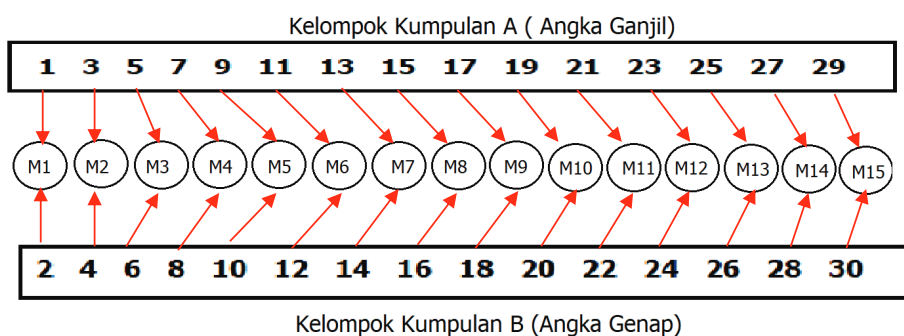 Kelompok Kumpulan A ( Angka Ganjil)
1 3 5 7 9 11 13 15 17 19 21 23 25 27 29
M1 M2 M3 M4 M5 M6 M7 M8 M9 M10 M11 M12 M13 M14 M15
2 4 6 8 10 12 14 16 18 20 22 24 26 28 30
Kelompok Kumpulan B (Angka Genap)